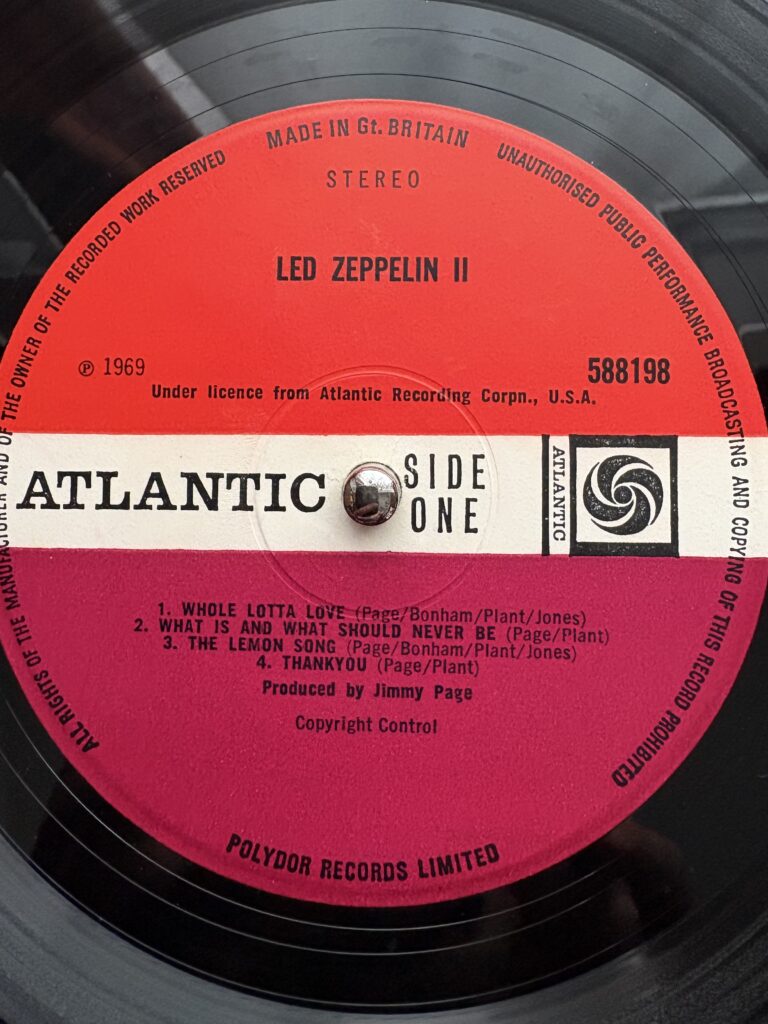 MADE IN Gt. BRITAIN
UNAUTHORISED PUBLIC PERFORMANCE BROADCASTING AND COPYING OF THIS RECORD PROHIBITED
ALL RIGHTS OF THE MANUFACTURER AND OF THE OWNER OF THE RECORDED WORK RESERVED
STEREO
LED ZEPPELIN II
℗ 1969
588198
Under licence from Atlantic Recording Corpn., U.S.A.
ATLANTIC
SIDE
ONE
ATLANTIC
1. WHOLE LOTTA LOVE (Page/Bonham/Plant/Jones)
2. WHAT IS AND WHAT SHOULD NEVER BE (Page/Plant)
3. THE LEMON SONG (Page/Bonham/Plant/Jones)
4. THANKYOU (Page/Plant)
Produced by Jimmy Page
Copyright Control
POLYDOR RECORDS LIMITED